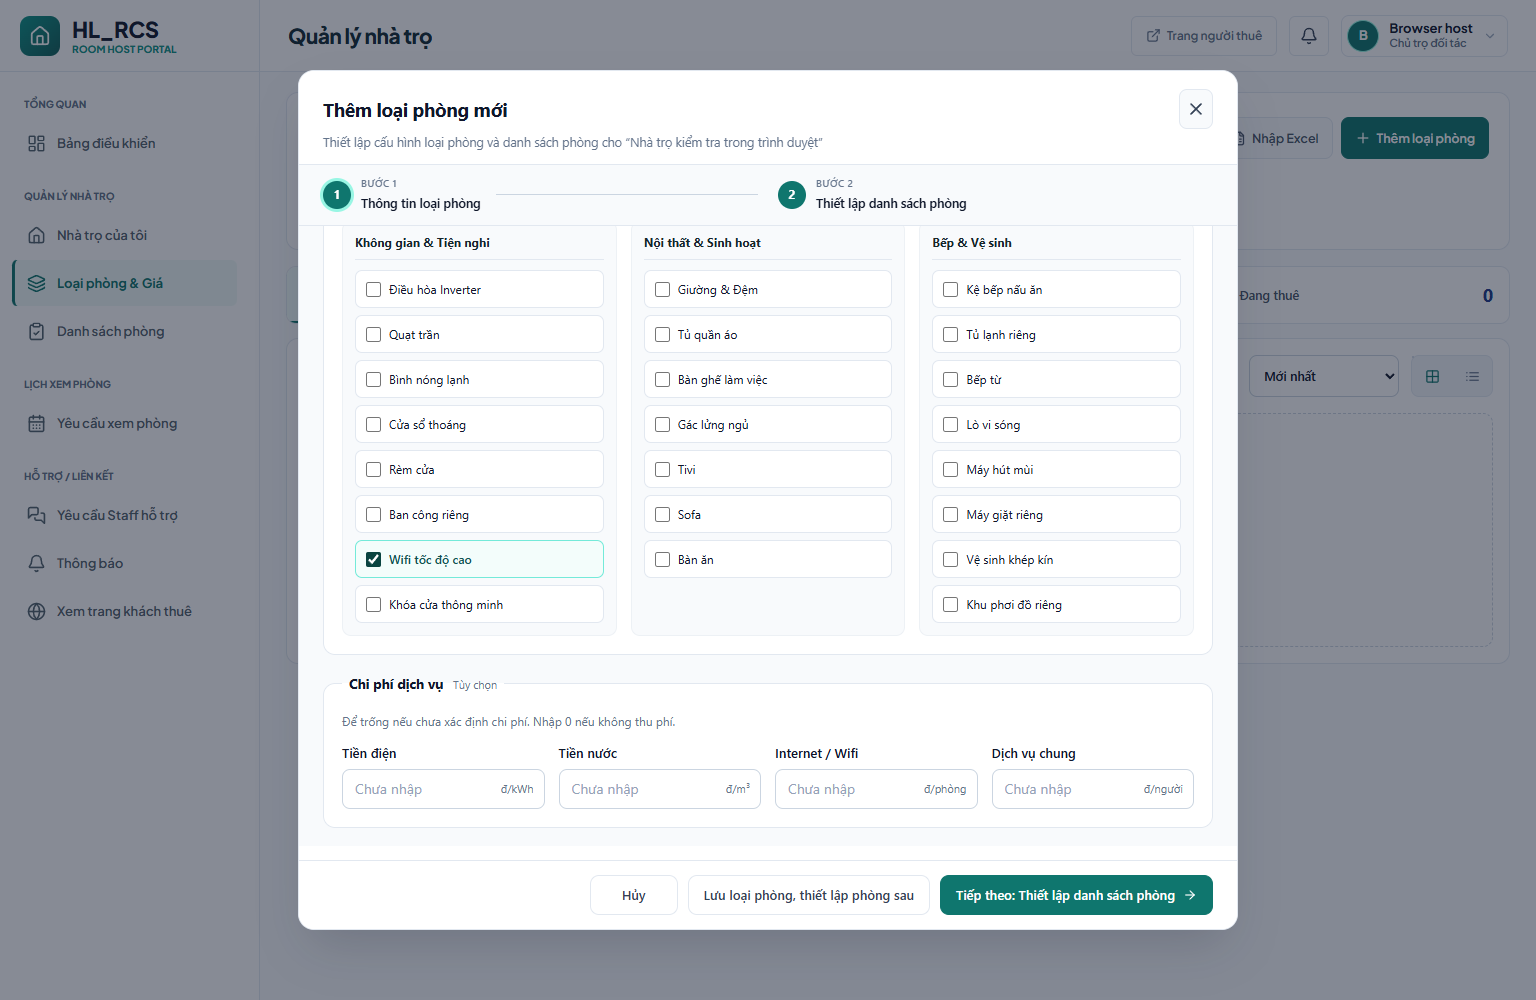 HL_RCS
ROOM HOST PORTAL
Quản lý nhà trọ
Trang người thuê
B
Browser host
Chủ trọ đối tác
TỔNG QUAN
Bảng điều khiển
QUẢN LÝ NHÀ TRỌ
Nhà trọ của tôi
Loại phòng & Giá
Danh sách phòng
LỊCH XEM PHÒNG
Yêu cầu xem phòng
HỖ TRỢ / LIÊN KẾT
Yêu cầu Staff hỗ trợ
Thông báo
Xem trang khách thuê
Nhập Excel
Thêm loại phòng
Đang thuê
0
Mới nhất
Thêm loại phòng mới
Thiết lập cấu hình loại phòng và danh sách phòng cho “Nhà trọ kiểm tra trong trình duyệt”
1
BƯỚC 1
Thông tin loại phòng
2
BƯỚC 2
Thiết lập danh sách phòng
Không gian & Tiện nghi
Điều hòa Inverter
Quạt trần
Bình nóng lạnh
Cửa sổ thoáng
Rèm cửa
Ban công riêng
Wifi tốc độ cao
Khóa cửa thông minh
Nội thất & Sinh hoạt
Giường & Đệm
Tủ quần áo
Bàn ghế làm việc
Gác lửng ngủ
Tivi
Sofa
Bàn ăn
Bếp & Vệ sinh
Kệ bếp nấu ăn
Tủ lạnh riêng
Bếp từ
Lò vi sóng
Máy hút mùi
Máy giặt riêng
Vệ sinh khép kín
Khu phơi đồ riêng
Chi phí dịch vụ Tùy chọn
Để trống nếu chưa xác định chi phí. Nhập 0 nếu không thu phí.
Tiền điện
Chưa nhập đ/kWh
Tiền nước
Chưa nhập đ/m³
Internet / Wifi
Chưa nhập đ/phòng
Dịch vụ chung
Chưa nhập đ/người
Hủy
Lưu loại phòng, thiết lập phòng sau
Tiếp theo: Thiết lập danh sách phòng →